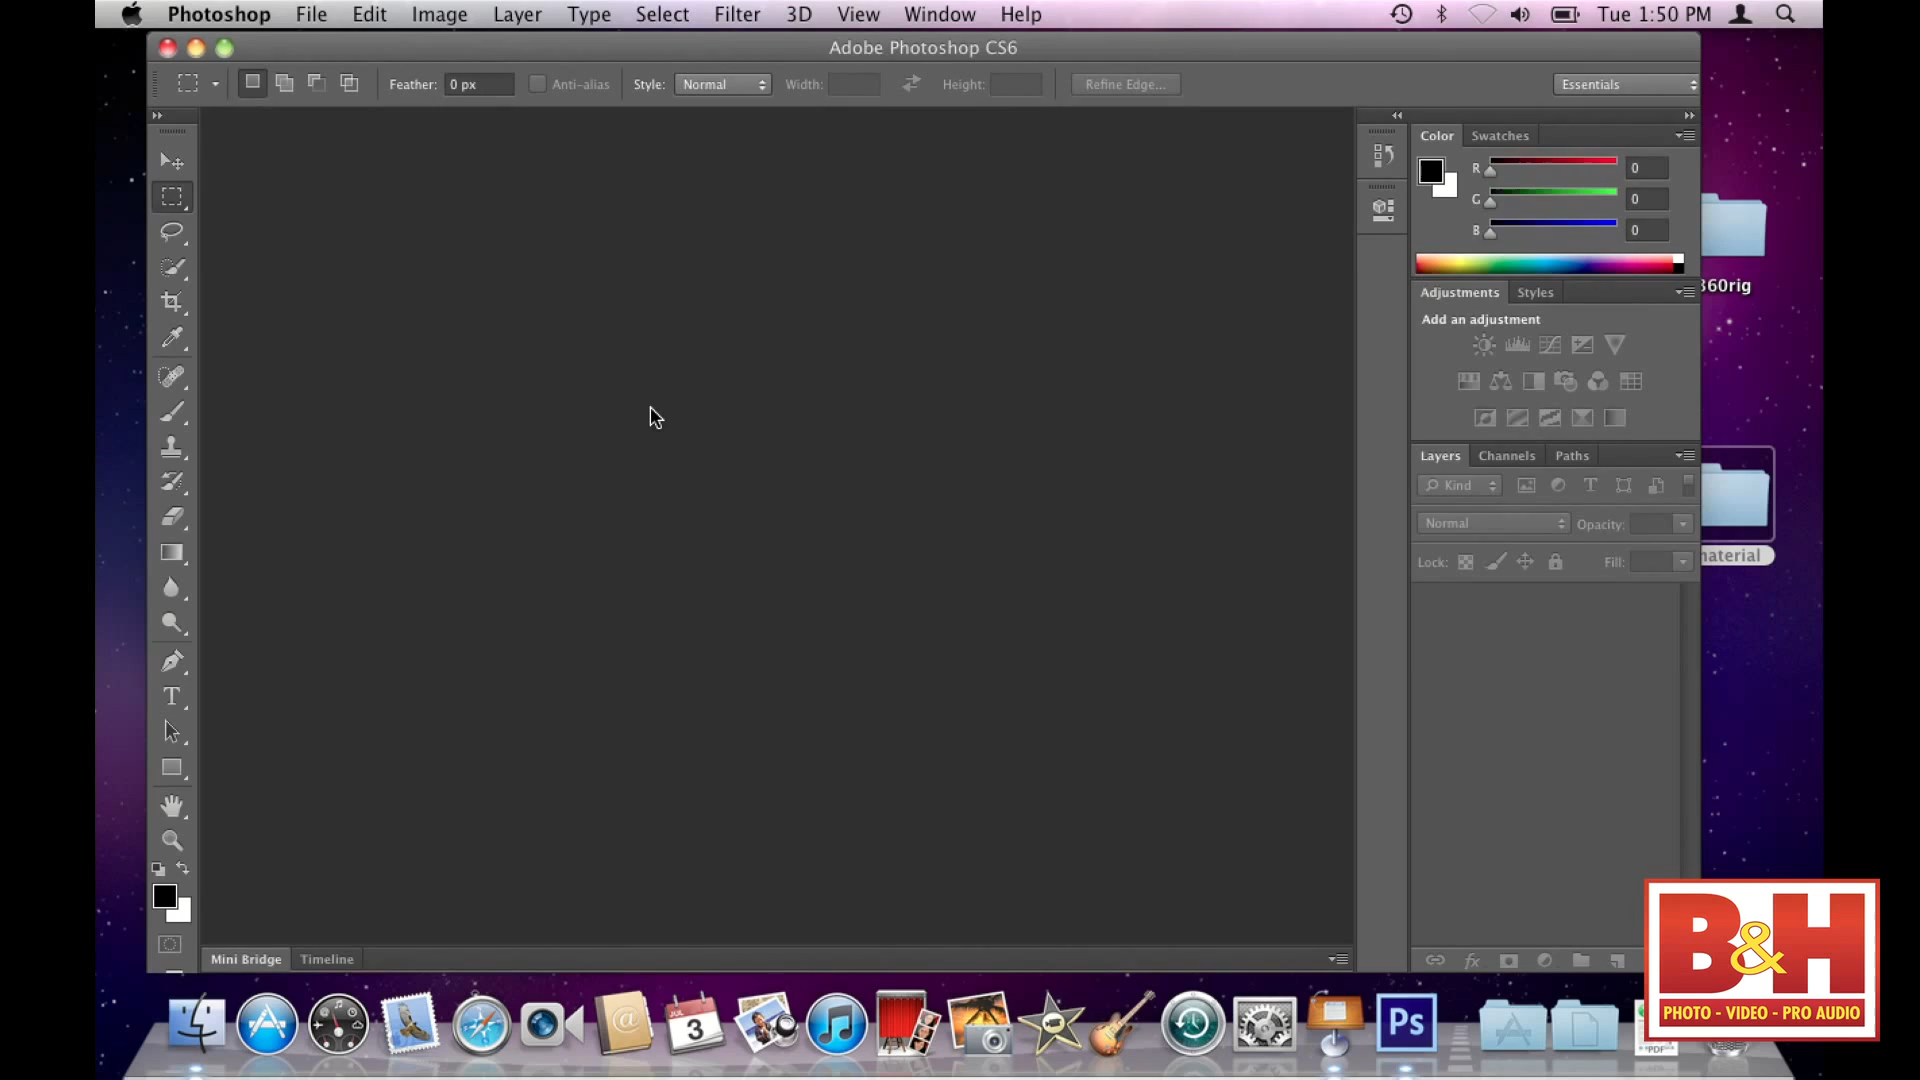 Photoshop File Edit Image Layer Type Select Filter 3D View Window Help Tue 1:50 PM
Adobe Photoshop CS6
Feather: 0 px Anti-alias Style: Normal Width: Height: Refine Edge... Essentials
Color Swatches
R 0
G 0
B 0
360rig
Adjustments Styles
Add an adjustment
Layers Channels Paths
Kind
Normal Opacity:
Lock: Fill:
material
T
fx
Mini Bridge Timeline
JUL
3
Ps
PDF
B&H
PHOTO - VIDEO - PRO AUDIO